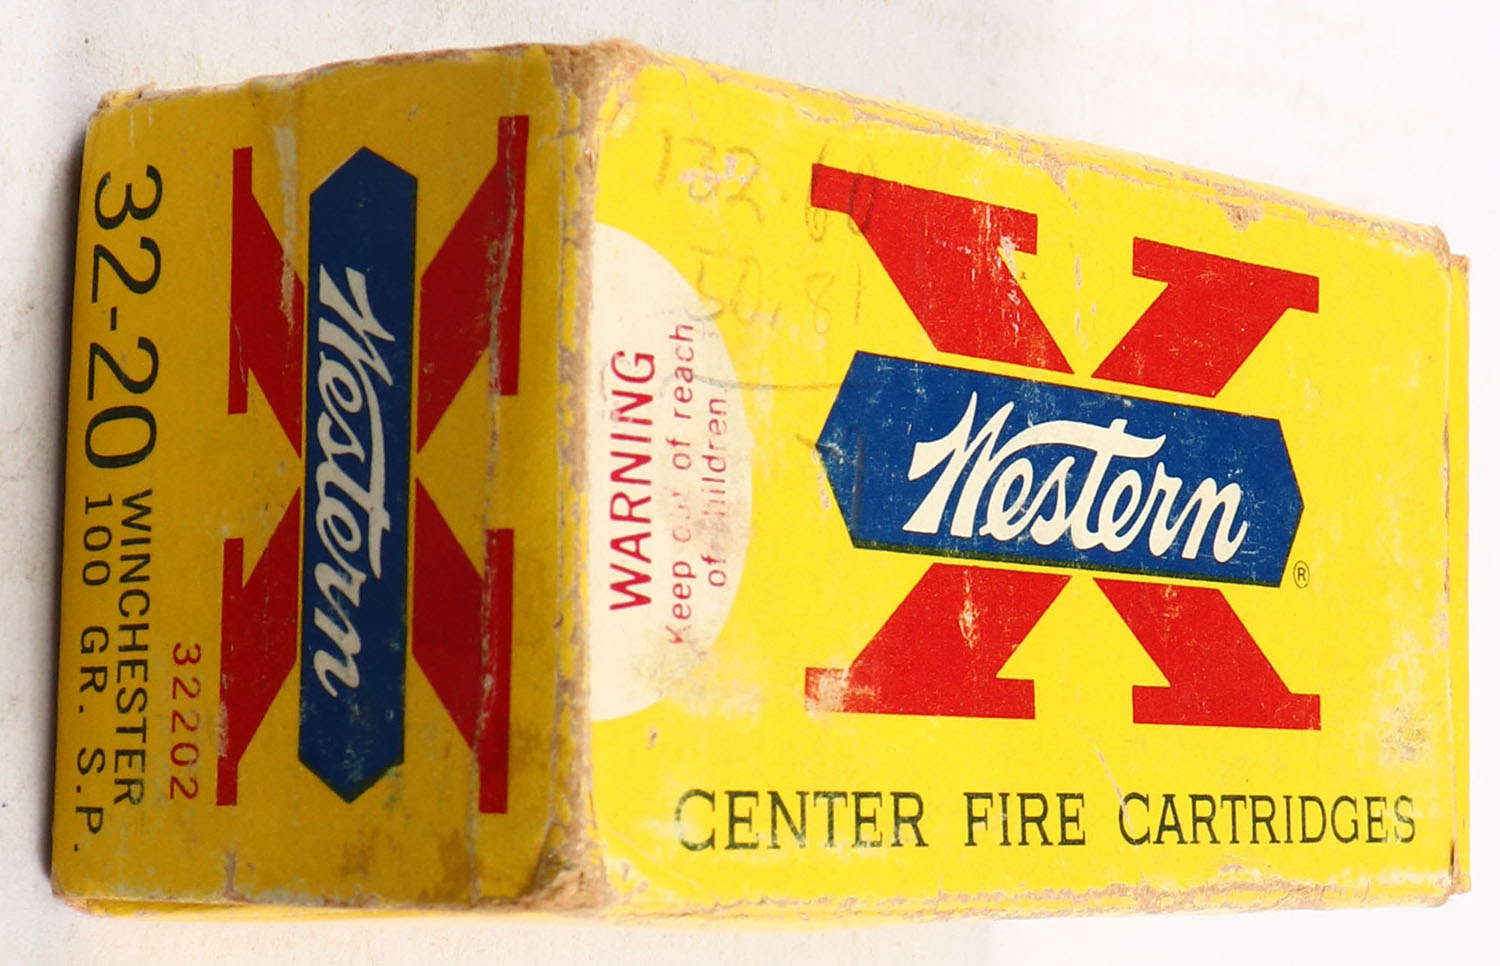 32-20 WINCHESTER
100 GR. S.P.
32202
Western
132.60
50.81
WARNING
Keep out of reach
of children.
Western
®
CENTER FIRE CARTRIDGES